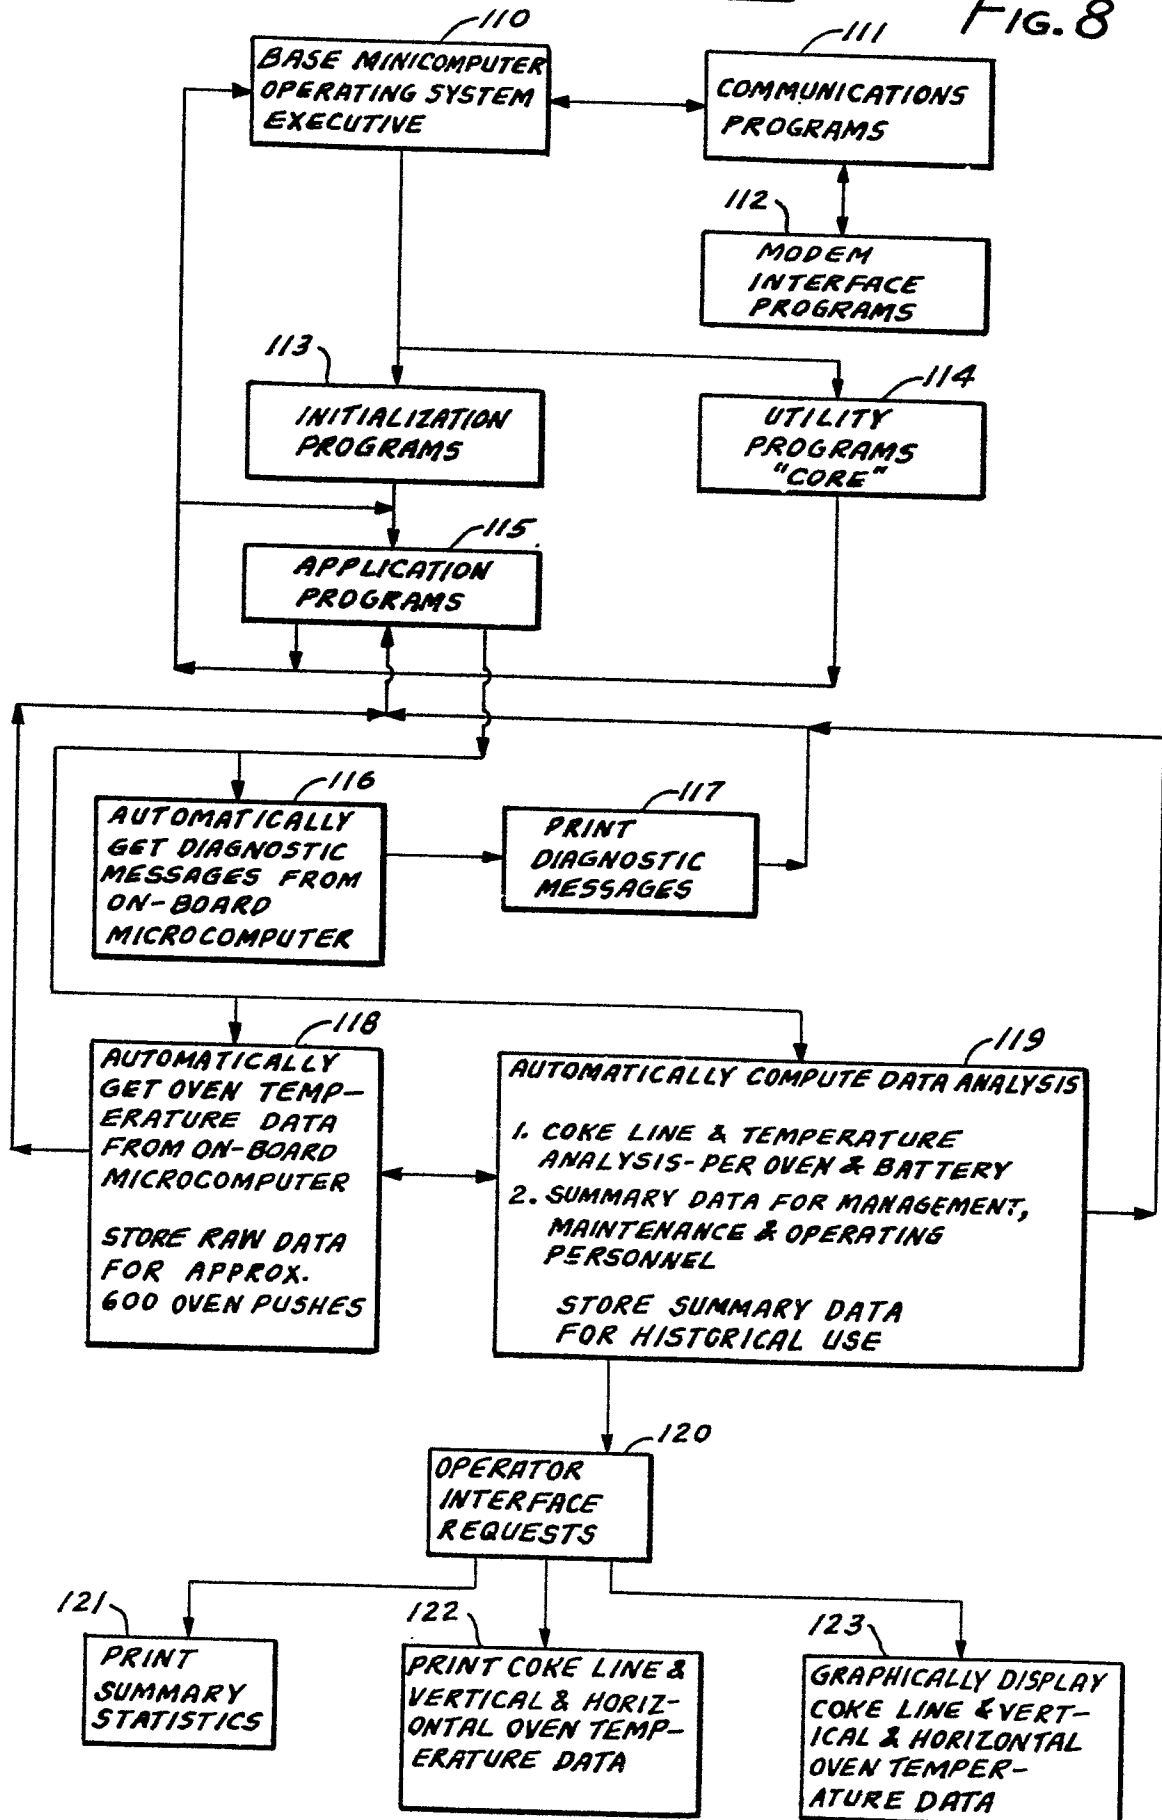 FIG. 8
110
BASE MINICOMPUTER
OPERATING SYSTEM
EXECUTIVE
111
COMMUNICATIONS
PROGRAMS
112
MODEM
INTERFACE
PROGRAMS
113
INITIALIZATION
PROGRAMS
114
UTILITY
PROGRAMS
"CORE"
115
APPLICATION
PROGRAMS
116
AUTOMATICALLY
GET DIAGNOSTIC
MESSAGES FROM
ON-BOARD
MICROCOMPUTER
117
PRINT
DIAGNOSTIC
MESSAGES
118
AUTOMATICALLY
GET OVEN TEMP-
ERATURE DATA
FROM ON-BOARD
MICROCOMPUTER
STORE RAW DATA
FOR APPROX.
600 OVEN PUSHES
119
AUTOMATICALLY COMPUTE DATA ANALYSIS
1. COKE LINE & TEMPERATURE
ANALYSIS-PER OVEN & BATTERY
2. SUMMARY DATA FOR MANAGEMENT,
MAINTENANCE & OPERATING
PERSONNEL
STORE SUMMARY DATA
FOR HISTORICAL USE
120
OPERATOR
INTERFACE
REQUESTS
121
PRINT
SUMMARY
STATISTICS
122
PRINT COKE LINE &
VERTICAL & HORIZ-
ONTAL OVEN TEMP-
ERATURE DATA
123
GRAPHICALLY DISPLAY
COKE LINE & VERT-
ICAL & HORIZONTAL
OVEN TEMPER-
ATURE DATA